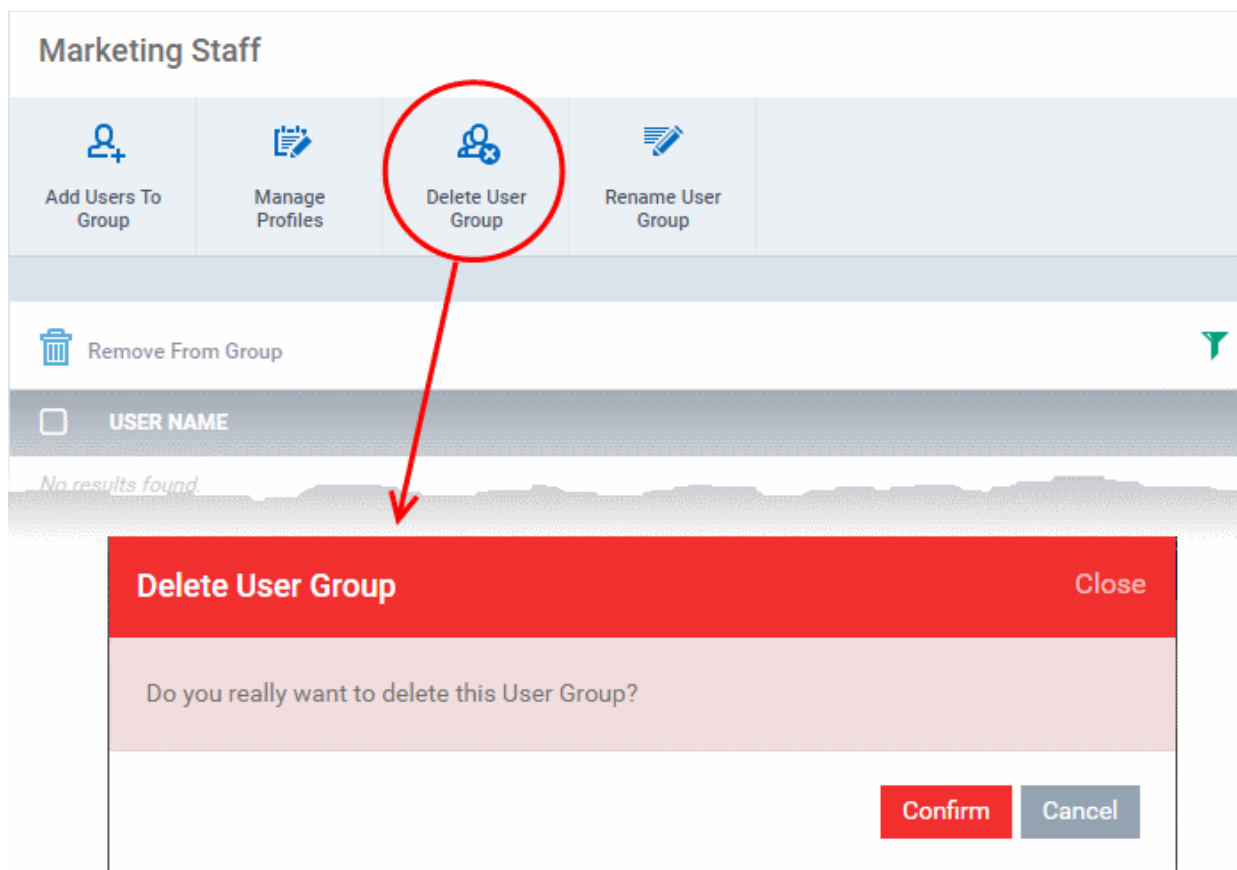 Marketing Staff
Add Users To
Group
Manage
Profiles
Delete User
Group
Rename User
Group
Remove From Group
USER NAME
No results found.
Delete User Group
Close
Do you really want to delete this User Group?
Confirm
Cancel